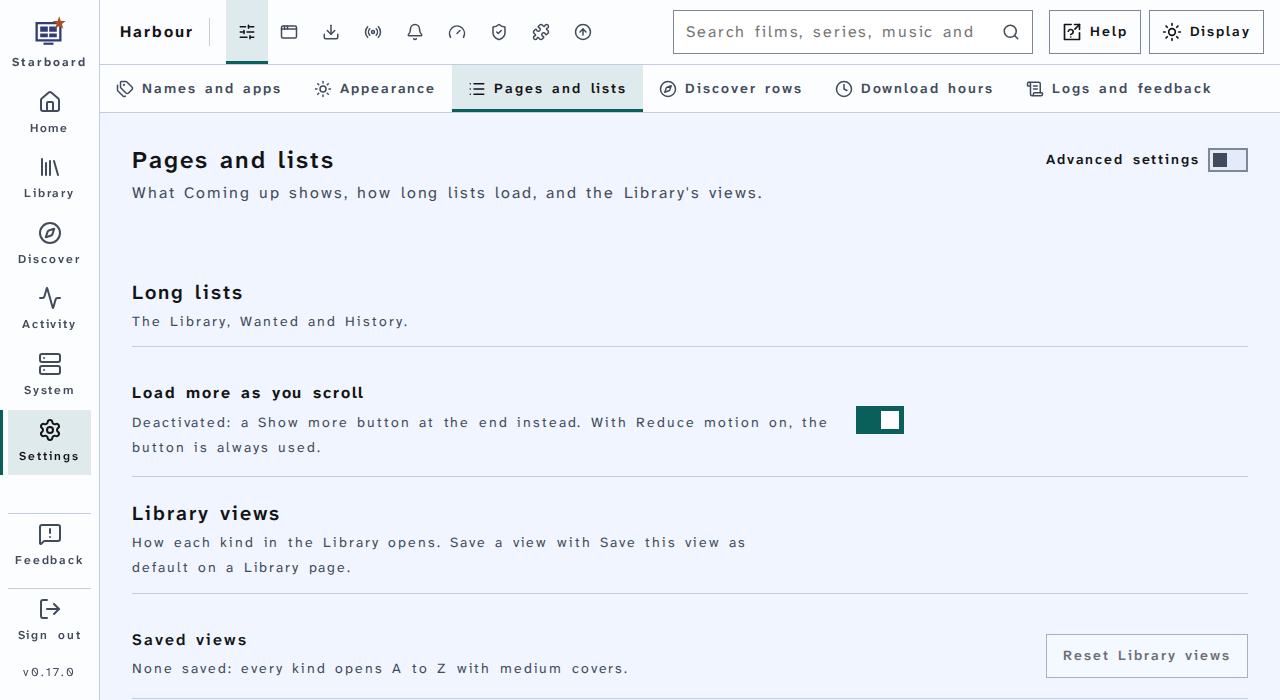 Starboard
Home
Library
Discover
Activity
System
Settings
Feedback
Sign out
v0.17.0
Harbour
Search films, series, music and
Help
Display
Names and apps
Appearance
Pages and lists
Discover rows
Download hours
Logs and feedback
Pages and lists
What Coming up shows, how long lists load, and the Library's views.
Advanced settings
Long lists
The Library, Wanted and History.
Load more as you scroll
Deactivated: a Show more button at the end instead. With Reduce motion on, the
button is always used.
Library views
How each kind in the Library opens. Save a view with Save this view as
default on a Library page.
Saved views
None saved: every kind opens A to Z with medium covers.
Reset Library views